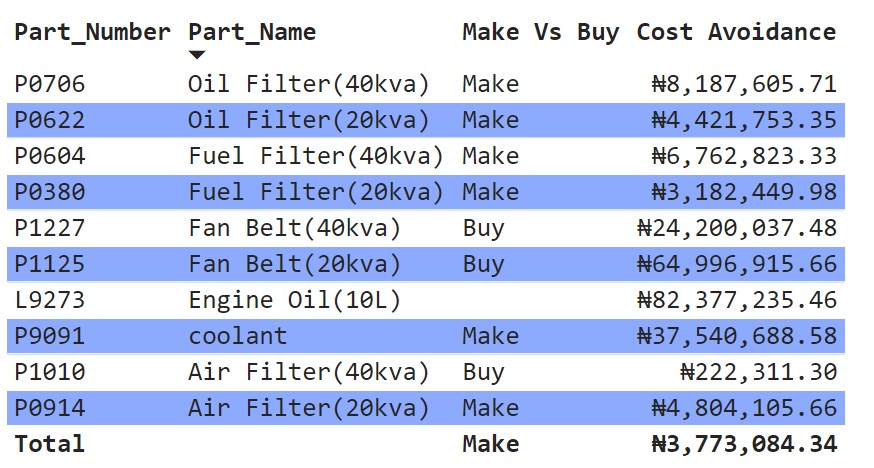 Part_Number Part_Name Make Vs Buy Cost Avoidance
P0706 Oil Filter(40kva) Make ₦8,187,605.71
P0622 Oil Filter(20kva) Make ₦4,421,753.35
P0604 Fuel Filter(40kva) Make ₦6,762,823.33
P0380 Fuel Filter(20kva) Make ₦3,182,449.98
P1227 Fan Belt(40kva) Buy ₦24,200,037.48
P1125 Fan Belt(20kva) Buy ₦64,996,915.66
L9273 Engine Oil(10L) ₦82,377,235.46
P9091 coolant Make ₦37,540,688.58
P1010 Air Filter(40kva) Buy ₦222,311.30
P0914 Air Filter(20kva) Make ₦4,804,105.66
Total Make ₦3,773,084.34